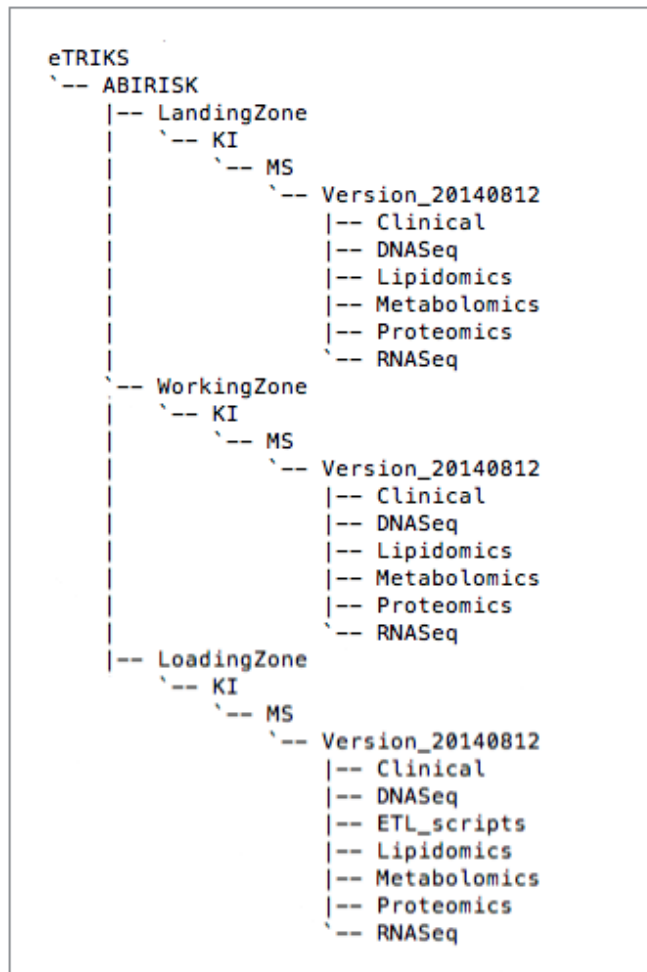 eTRIKS
`-- ABIRISK
    |-- LandingZone
    |   `-- KI
    |       `-- MS
    |           `-- Version_20140812
    |               |-- Clinical
    |               |-- DNASeq
    |               |-- Lipidomics
    |               |-- Metabolomics
    |               |-- Proteomics
    |               `-- RNASeq
    `-- WorkingZone
    |   `-- KI
    |       `-- MS
    |           `-- Version_20140812
    |               |-- Clinical
    |               |-- DNASeq
    |               |-- Lipidomics
    |               |-- Metabolomics
    |               |-- Proteomics
    |               `-- RNASeq
    |-- LoadingZone
        `-- KI
            `-- MS
                `-- Version_20140812
                    |-- Clinical
                    |-- DNASeq
                    |-- ETL_scripts
                    |-- Lipidomics
                    |-- Metabolomics
                    |-- Proteomics
                    `-- RNASeq